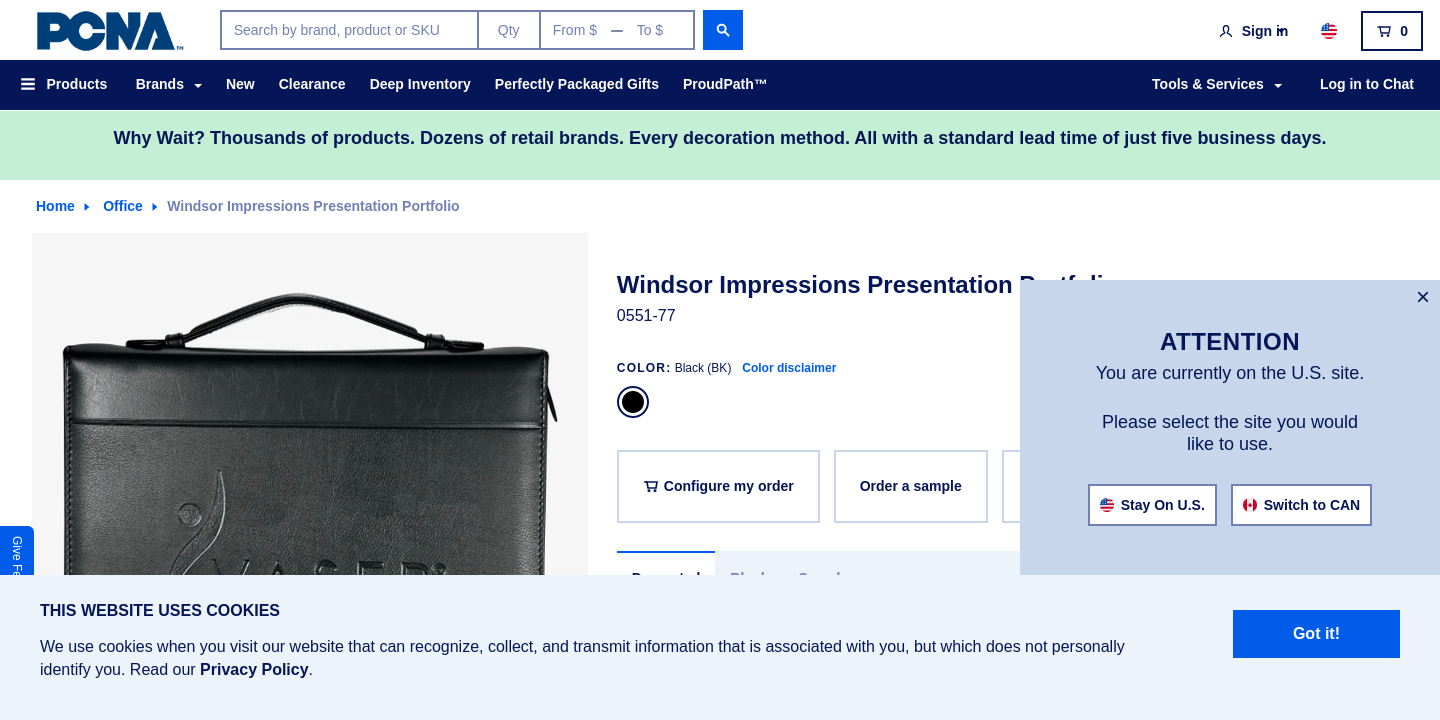 PCNA™
Search by brand, product or SKU
Qty
From $ — To $
Sign in
0
Products
Brands
New
Clearance
Deep Inventory
Perfectly Packaged Gifts
ProudPath™
Tools & Services
Log in to Chat
Why Wait? Thousands of products. Dozens of retail brands. Every decoration method. All with a standard lead time of just five business days.
Home
Office
Windsor Impressions Presentation Portfolio
Windsor Impressions Presentation Portfolio
0551-77
COLOR: Black (BK) Color disclaimer
Configure my order
Order a sample
×
ATTENTION
You are currently on the U.S. site.
Please select the site you would
like to use.
Stay On U.S.
Switch to CAN
Give
THIS WEBSITE USES COOKIES
We use cookies when you visit our website that can recognize, collect, and transmit information that is associated with you, but which does not personally
identify you. Read our Privacy Policy.
Got it!